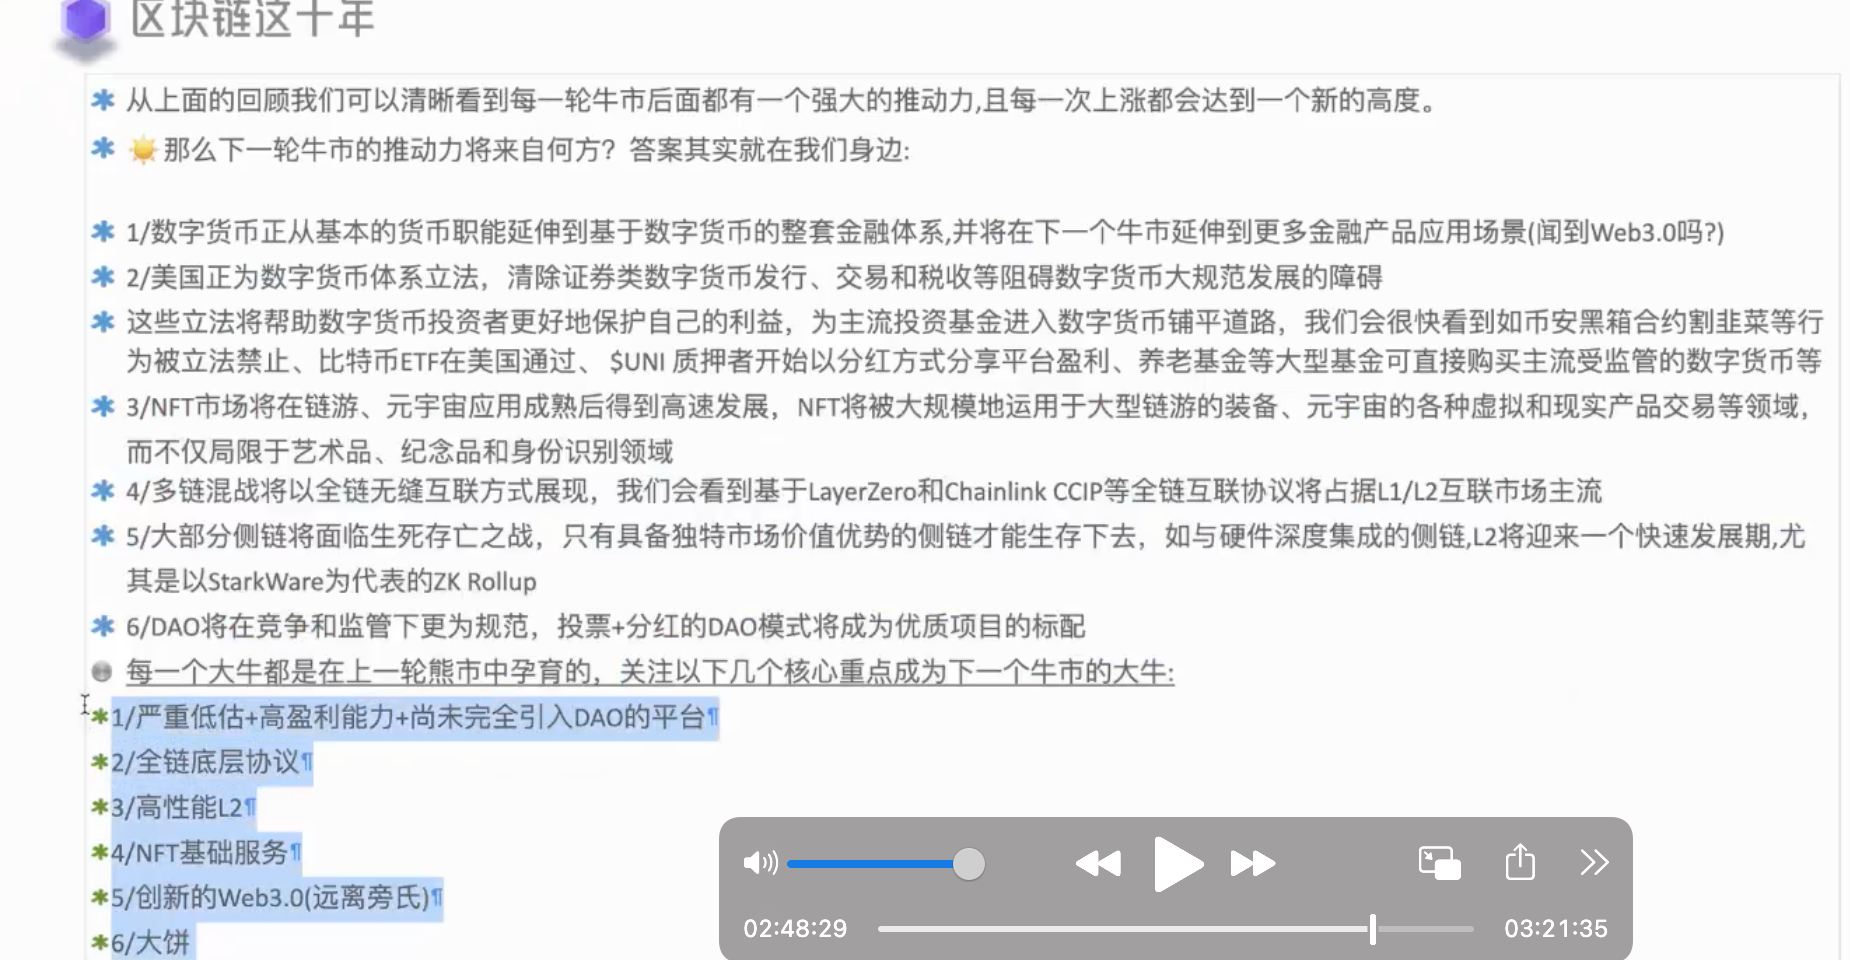 区块链这十年
从上面的回顾我们可以清晰看到每一轮牛市后面都有一个强大的推动力,且每一次上涨都会达到一个新的高度。
那么下一轮牛市的推动力将来自何方？答案其实就在我们身边:
1/数字货币正从基本的货币职能延伸到基于数字货币的整套金融体系,并将在下一个牛市延伸到更多金融产品应用场景(闻到Web3.0吗?)
2/美国正为数字货币体系立法，清除证券类数字货币发行、交易和税收等阻碍数字货币大规范发展的障碍
这些立法将帮助数字货币投资者更好地保护自己的利益，为主流投资基金进入数字货币铺平道路，我们会很快看到如币安黑箱合约割韭菜等行
为被立法禁止、比特币ETF在美国通过、 $UNI 质押者开始以分红方式分享平台盈利、养老基金等大型基金可直接购买主流受监管的数字货币等
3/NFT市场将在链游、元宇宙应用成熟后得到高速发展，NFT将被大规模地运用于大型链游的装备、元宇宙的各种虚拟和现实产品交易等领域，
而不仅局限于艺术品、纪念品和身份识别领域
4/多链混战将以全链无缝互联方式展现，我们会看到基于LayerZero和Chainlink CCIP等全链互联协议将占据L1/L2互联市场主流
5/大部分侧链将面临生死存亡之战，只有具备独特市场价值优势的侧链才能生存下去，如与硬件深度集成的侧链,L2将迎来一个快速发展期,尤
其是以StarkWare为代表的ZK Rollup
6/DAO将在竞争和监管下更为规范，投票+分红的DAO模式将成为优质项目的标配
每一个大牛都是在上一轮熊市中孕育的，关注以下几个核心重点成为下一个牛市的大牛:
1/严重低估+高盈利能力+尚未完全引入DAO的平台
2/全链底层协议
3/高性能L2
4/NFT基础服务
5/创新的Web3.0(远离旁氏)
6/大饼
02:48:29
03:21:35